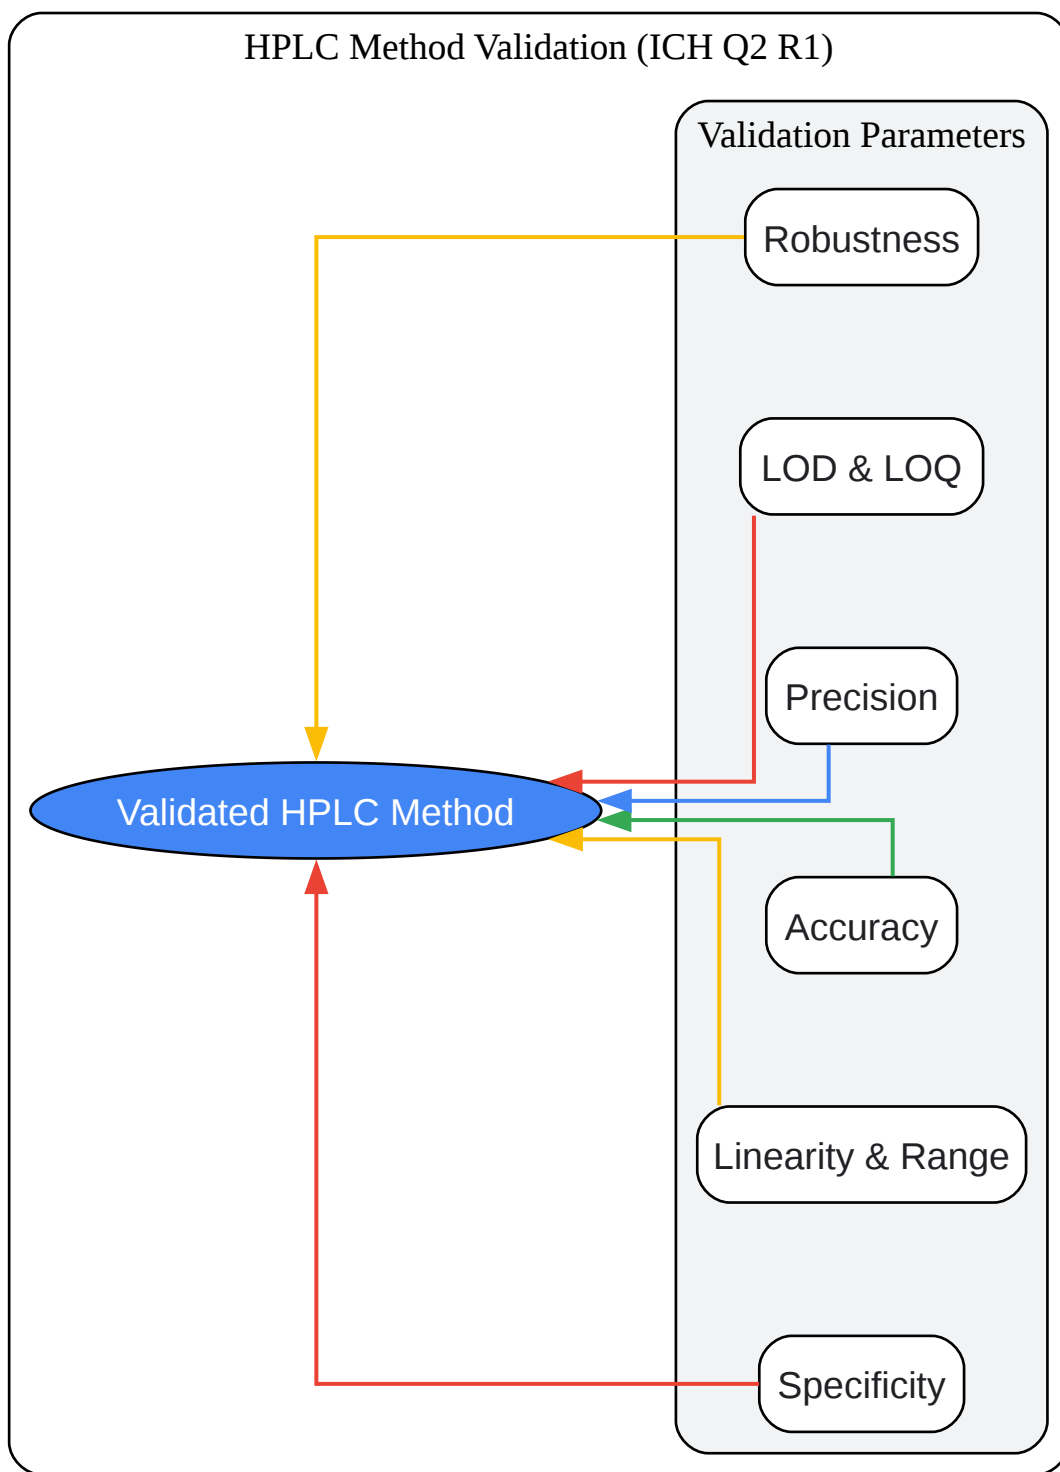 HPLC Method Validation (ICH Q2 R1)
Validation Parameters
Robustness
LOD & LOQ
Precision
Validated HPLC Method
Accuracy
Linearity & Range
Specificity